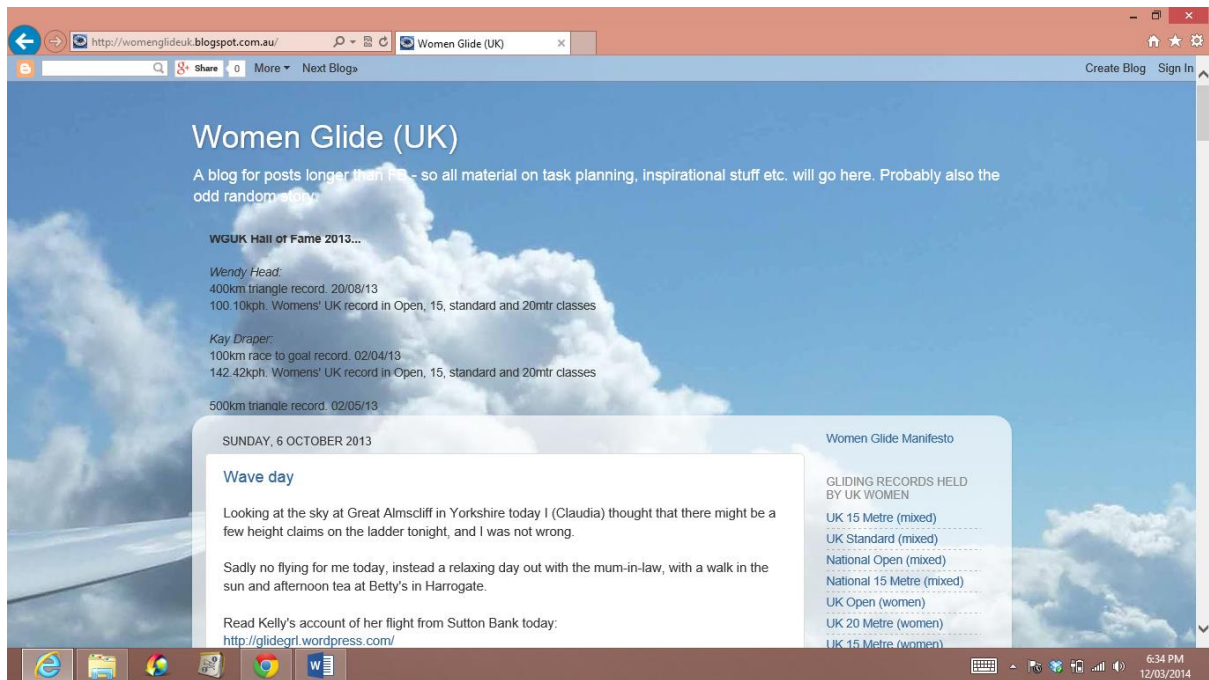 http://womenglideuk.blogspot.com.au/
Women Glide (UK)
Share 0 More Next Blog»
Create Blog Sign In
Women Glide (UK)
A blog for posts longer than FB - so all material on task planning, inspirational stuff etc. will go here. Probably also the
odd random story.
WGUK Hall of Fame 2013...
Wendy Head:
400km triangle record. 20/08/13
100.10kph. Womens' UK record in Open, 15, standard and 20mtr classes
Kay Draper:
100km race to goal record. 02/04/13
142.42kph. Womens' UK record in Open, 15, standard and 20mtr classes
500km triangle record. 02/05/13
SUNDAY, 6 OCTOBER 2013
Wave day
Looking at the sky at Great Almscliff in Yorkshire today I (Claudia) thought that there might be a
few height claims on the ladder tonight, and I was not wrong.
Sadly no flying for me today, instead a relaxing day out with the mum-in-law, with a walk in the
sun and afternoon tea at Betty's in Harrogate.
Read Kelly's account of her flight from Sutton Bank today:
http://glidegrl.wordpress.com/
Women Glide Manifesto
GLIDING RECORDS HELD
BY UK WOMEN
UK 15 Metre (mixed)
UK Standard (mixed)
National Open (mixed)
National 15 Metre (mixed)
UK Open (women)
UK 20 Metre (women)
UK 15 Metre (women)
6:34 PM
12/03/2014